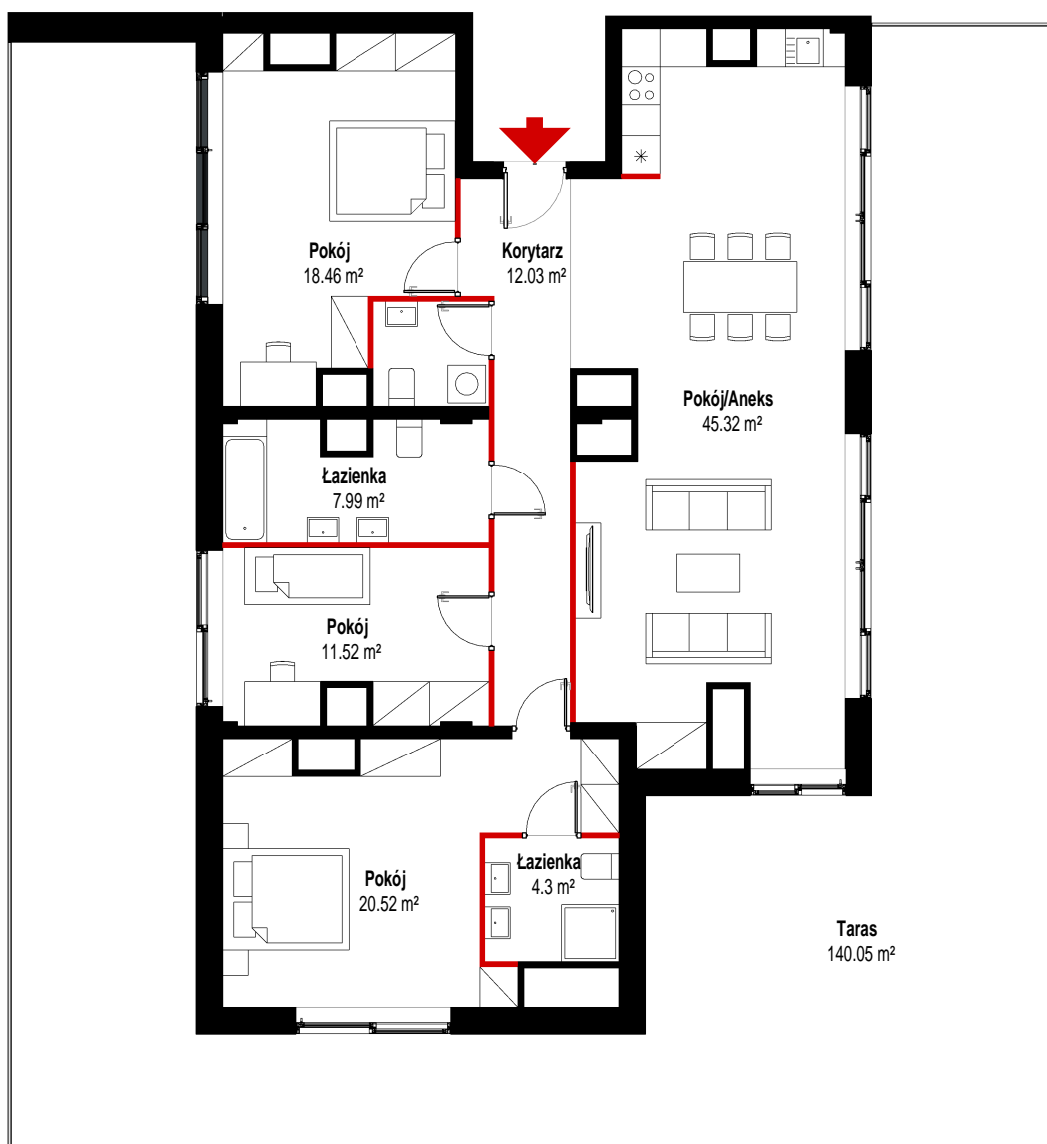 Pokój
18.46 m²
Korytarz
12.03 m²
Pokój/Aneks
45.32 m²
Łazienka
7.99 m²
Pokój
11.52 m²
Pokój
20.52 m²
Łazienka
4.3 m²
Taras
140.05 m²